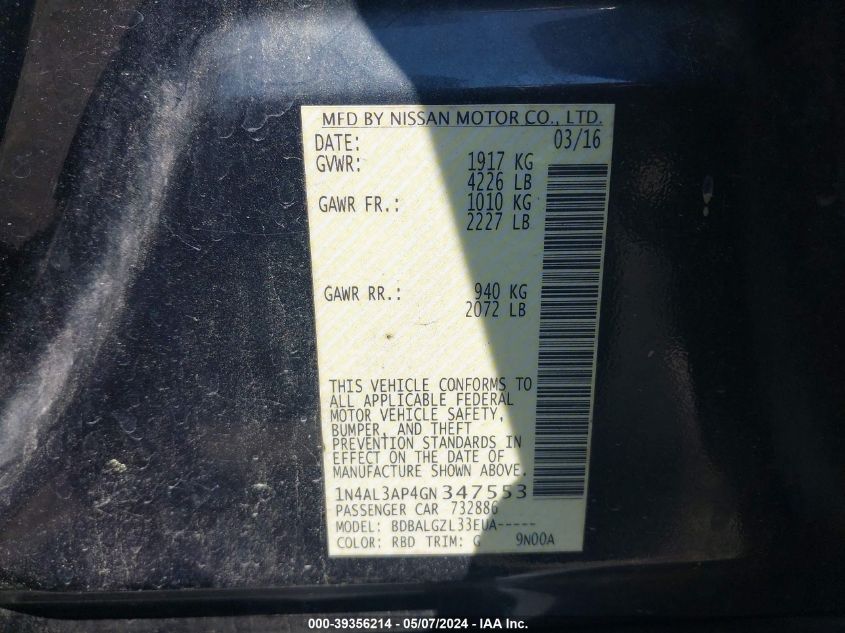 MFD BY NISSAN MOTOR CO., LTD.
DATE: 03/16
GVWR: 1917 KG
4226 LB
GAWR FR.: 1010 KG
2227 LB
GAWR RR.: 940 KG
2072 LB
THIS VEHICLE CONFORMS TO
ALL APPLICABLE FEDERAL
MOTOR VEHICLE SAFETY,
BUMPER, AND THEFT
PREVENTION STANDARDS IN
EFFECT ON THE DATE OF
MANUFACTURE SHOWN ABOVE.
1N4AL3AP4GN347553
PASSENGER CAR 732886
MODEL: BDBALGZL33EUA-----
COLOR: RBD TRIM: G 9N00A
000-39356214 - 05/07/2024 - IAA Inc.